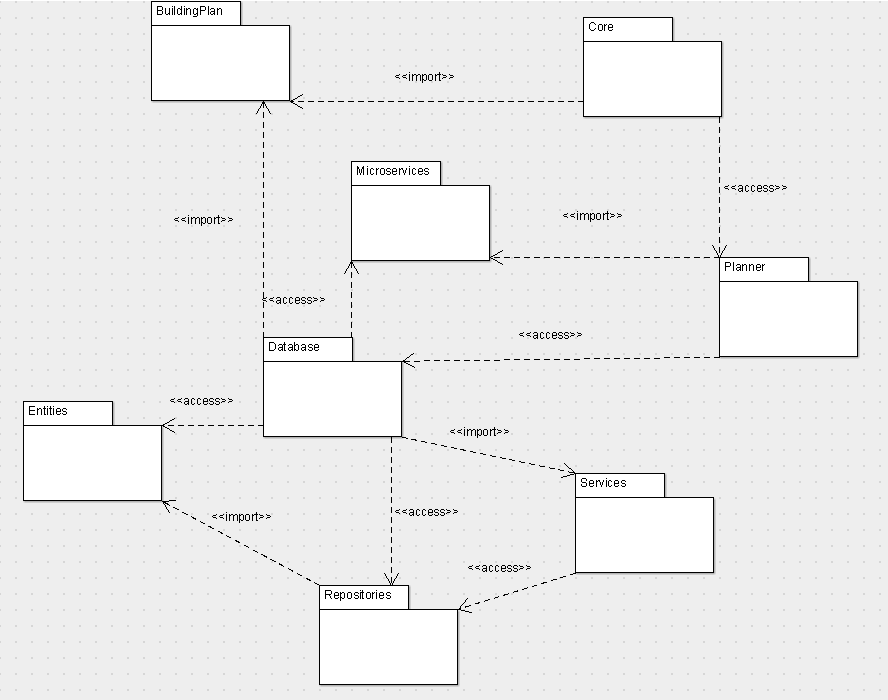 BuildingPlan
Core
<<import>>
Microservices
<<access>>
<<import>>
<<import>>
Planner
<<access>>
<<access>>
Database
<<access>>
Entities
<<import>>
Services
<<import>>
<<access>>
<<access>>
Repositories